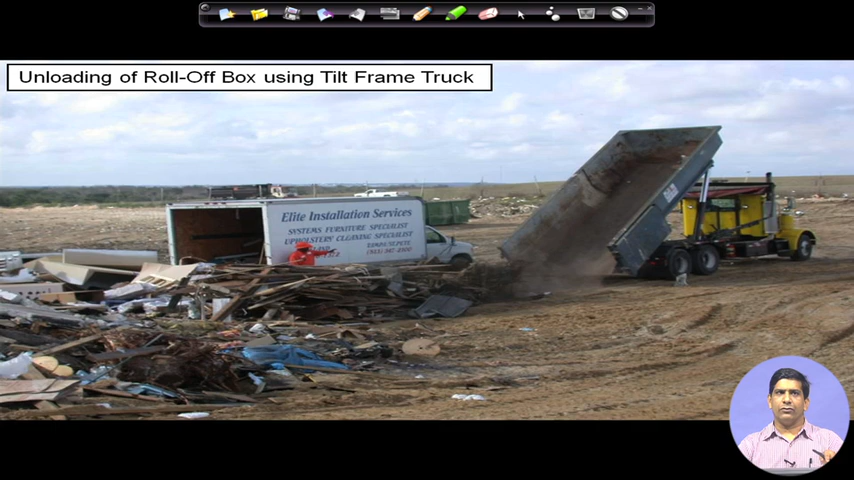 Unloading of Roll-Off Box using Tilt Frame Truck
Elite Installation Services
SYSTEMS FURNITURE SPECIALIST
UPHOLSTERY CLEANING SPECIALIST